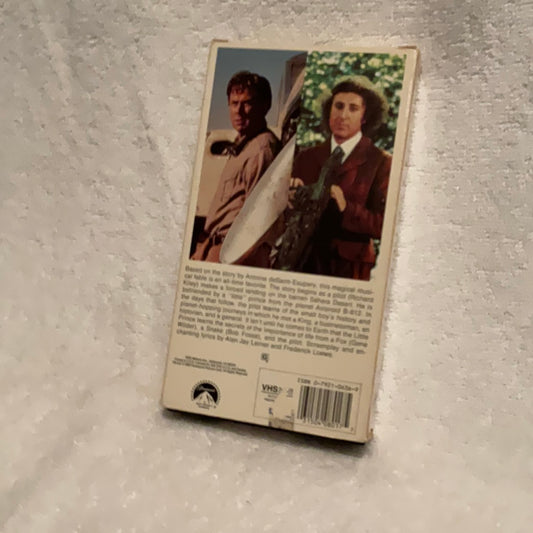 Based on the story by Antoine deSaint-Exupery, this magical musi-
cal fable is an all-time favorite. The story begins as a pilot (Richard
Kiley) makes a forced landing on the barren Sahara Desert. He is
befriended by a "little" prince from the planet Asteroid B-612. In
the days that follow, the pilot learns of the small boy's history and
planet-hopping journeys in which he met a King, a businessman, an
historian, and a general. It isn't until he comes to Earth that the Little
Prince learns the secrets of the importance of life from a Fox (Gene
Wilder), a Snake (Bob Fosse), and the pilot. Screenplay and en-
chanting lyrics by Alan Jay Lerner and Frederick Loewe.
VHS